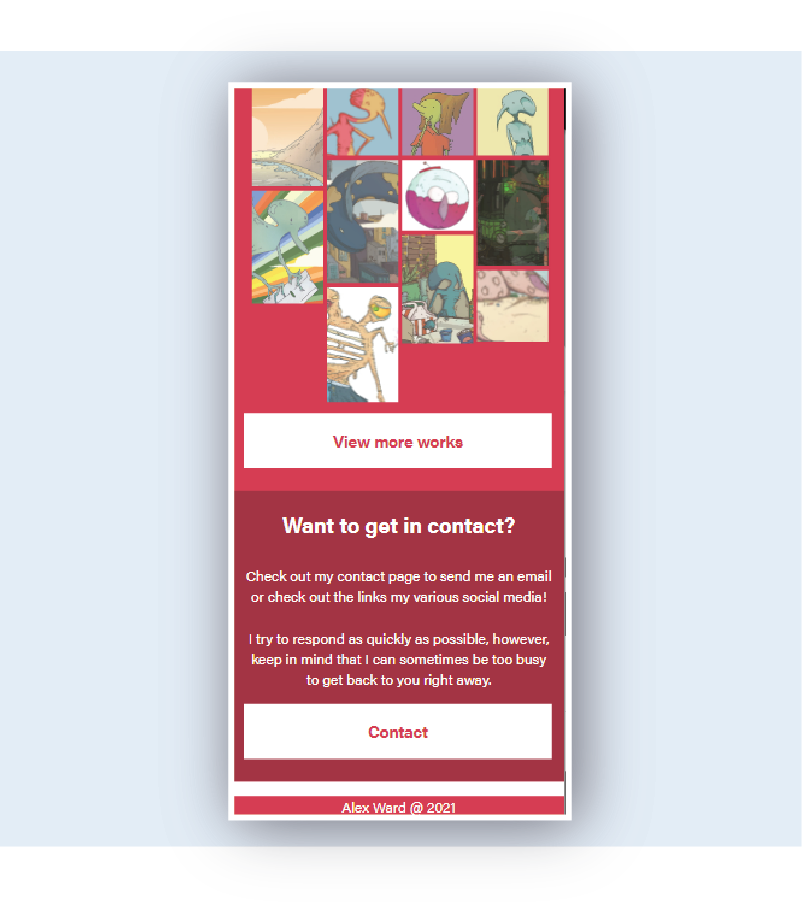 View more works
Want to get in contact?
Check out my contact page to send me an email
or check out the links my various social media!
I try to respond as quickly as possible, however,
keep in mind that I can sometimes be too busy
to get back to you right away.
Contact
Alex Ward @ 2021